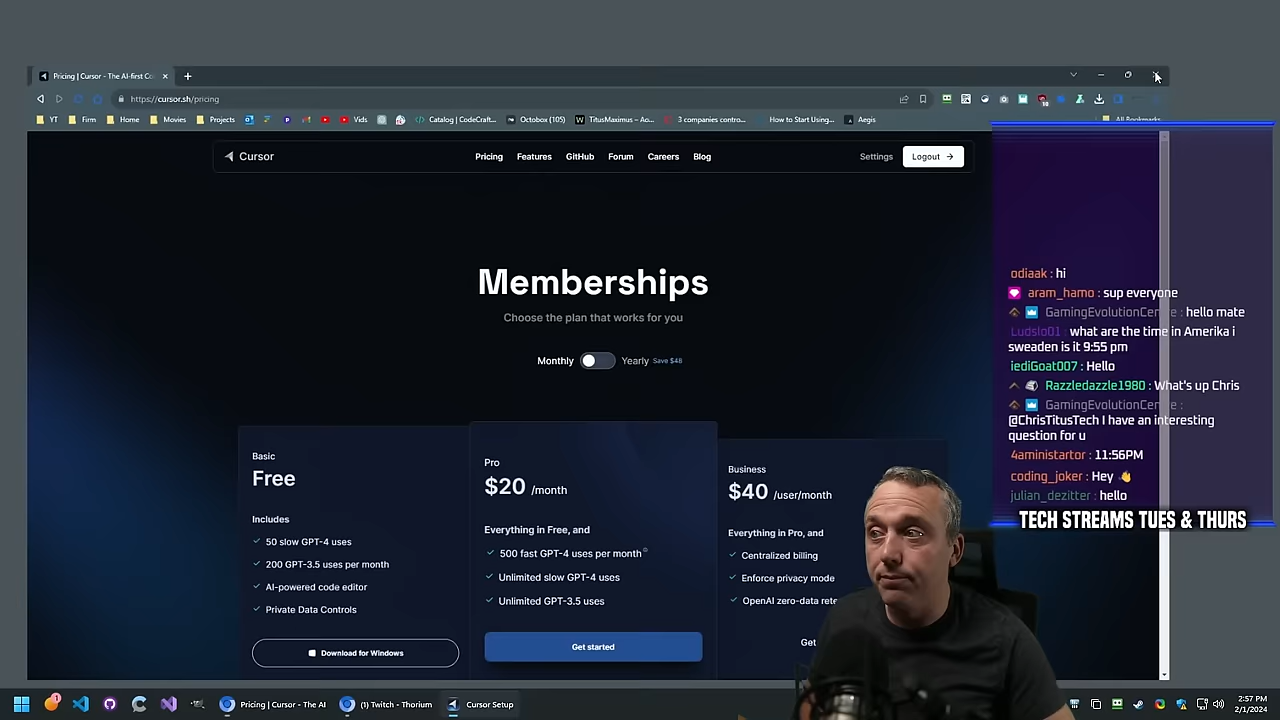 Pricing | Cursor - The AI-first Co
https://cursor.sh/pricing
YT
Firm
Home
Movies
Projects
Vids
Catalog | CodeCraft...
Octobox (105)
TitusMaximus – Ao...
3 companies contro...
How to Start Using...
Aegis
All Bookmarks
Cursor
Pricing
Features
GitHub
Forum
Careers
Blog
Settings
Logout
Memberships
Choose the plan that works for you
Monthly
Yearly Save $48
Basic
Free
Includes
50 slow GPT-4 uses
200 GPT-3.5 uses per month
AI-powered code editor
Private Data Controls
Download for Windows
Pro
$20 /month
Everything in Free, and
500 fast GPT-4 uses per month
Unlimited slow GPT-4 uses
Unlimited GPT-3.5 uses
Get started
Business
$40 /user/month
Everything in Pro, and
Centralized billing
Enforce privacy mode
OpenAI zero-data rete
Get
odiaak : hi
aram_hamo : sup everyone
GamingEvolutionCentre : hello mate
Ludslo01 : what are the time in Amerika i
sweaden is it 9:55 pm
iediGoat007 : Hello
Razzledazzle1980 : What's up Chris
GamingEvolutionCentre :
@ChrisTitusTech I have an interesting
question for u
4aministartor : 11:56PM
coding_joker : Hey 👋
julian_dezitter : hello
TECH STREAMS TUES & THURS
Pricing | Cursor - The AI
(1) Twitch - Thorium
Cursor Setup
2:57 PM
2/1/2024